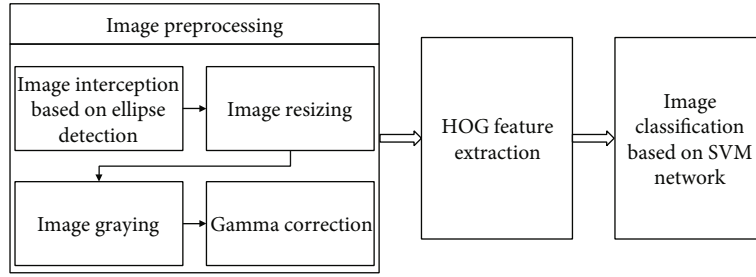 Image preprocessing
Image interception
based on ellipse
detection
Image resizing
Image graying
Gamma correction
HOG feature
extraction
Image
classification
based on SVM
network